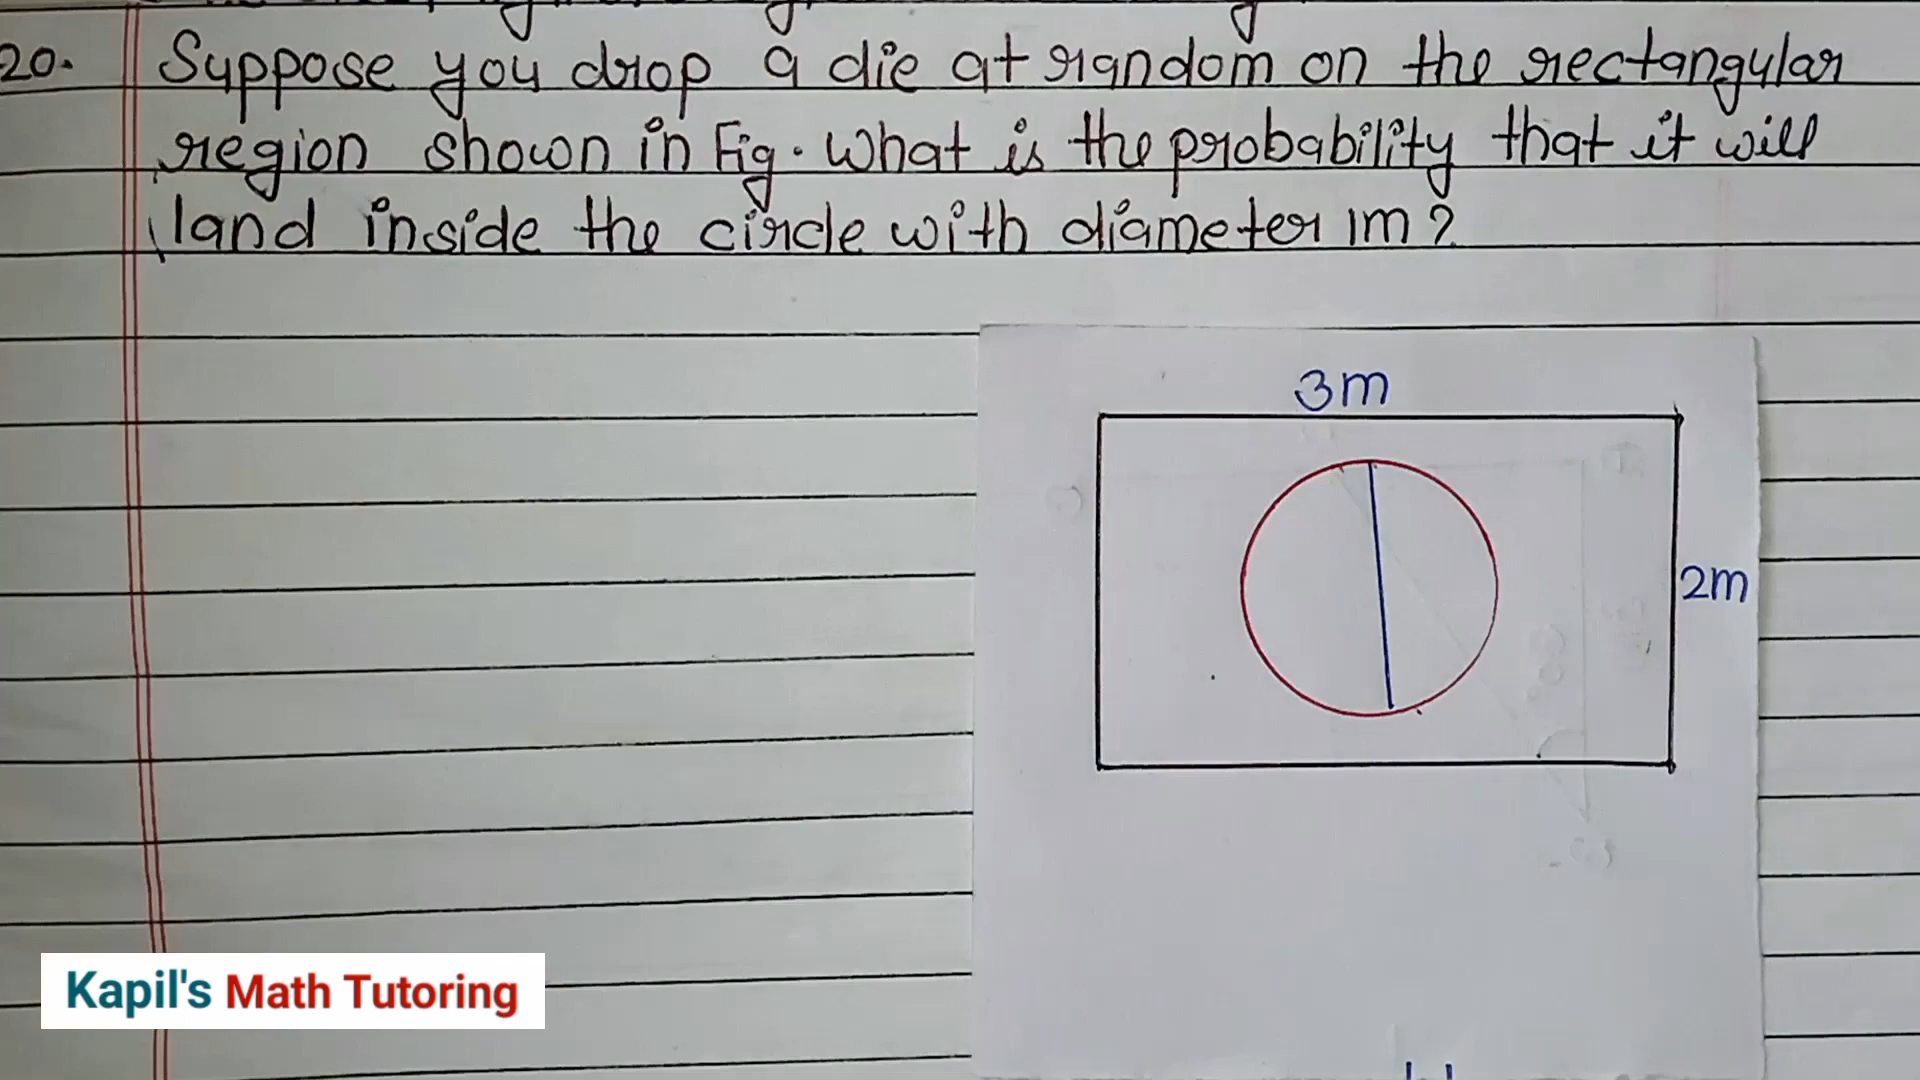 20. Suppose you drop a die at random on the rectangular
region shown in Fig. What is the probability that it will
land inside the circle with diameter 1m?
3m
2m
Kapil's Math Tutoring